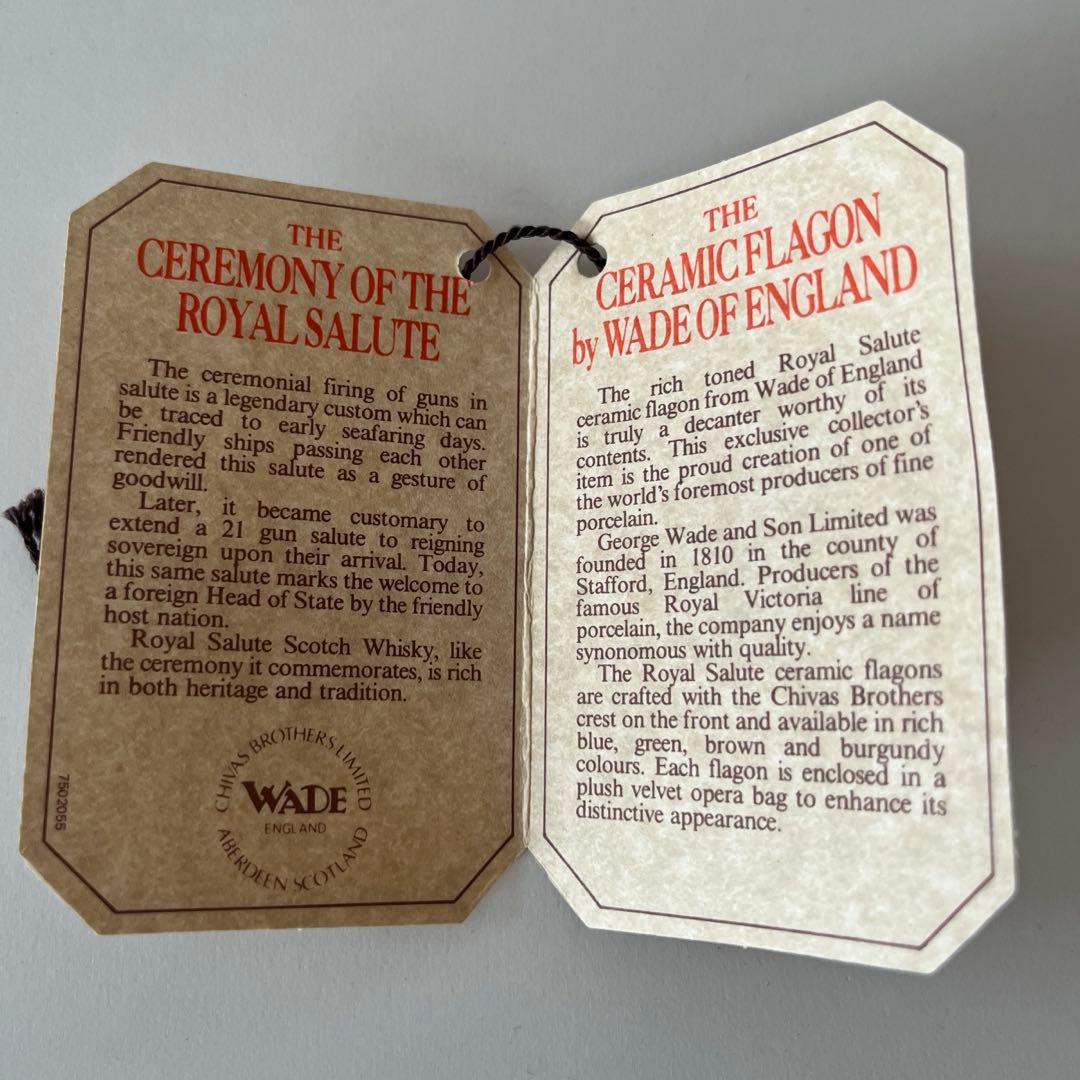 THE
CEREMONY OF THE
ROYAL SALUTE
The ceremonial firing of guns in
salute is a legendary custom which can
be traced to early seafaring days.
Friendly ships passing each other
rendered this salute as a gesture of
goodwill.
Later, it became customary to
extend a 21 gun salute to reigning
sovereign upon their arrival. Today,
this same salute marks the welcome to
a foreign Head of State by the friendly
host nation.
Royal Salute Scotch Whisky, like
the ceremony it commemorates, is rich
in both heritage and tradition.
CHIVAS BROTHERS LIMITED
WADE
ENGLAND
ABERDEEN SCOTLAND
7502055
THE
CERAMIC FLAGON
by WADE OF ENGLAND
The rich toned Royal Salute
ceramic flagon from Wade of England
is truly a decanter worthy of its
contents. This exclusive collector's
item is the proud creation of one of
the world's foremost producers of fine
porcelain.
George Wade and Son Limited was
founded in 1810 in the county of
Stafford, England. Producers of the
famous Royal Victoria line of
porcelain, the company enjoys a name
synonomous with quality.
The Royal Salute ceramic flagons
are crafted with the Chivas Brothers
crest on the front and available in rich
blue, green, brown and burgundy
colours. Each flagon is enclosed in a
plush velvet opera bag to enhance its
distinctive appearance.